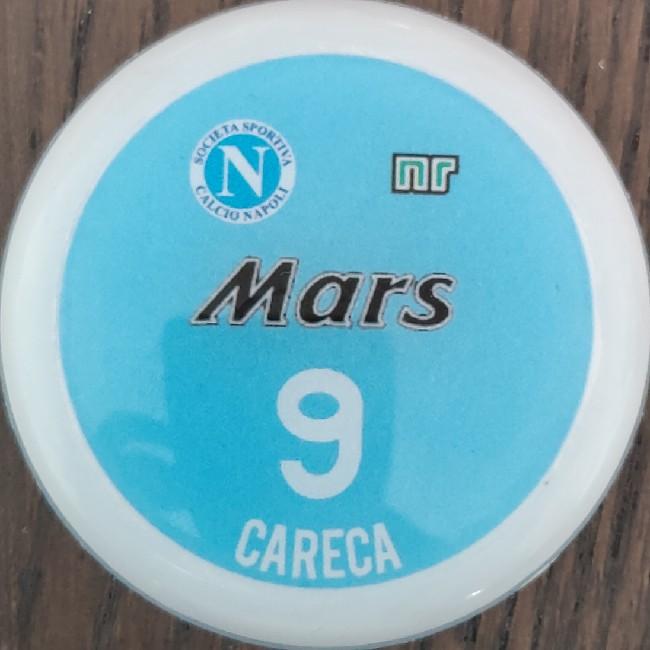 SOCIETA SPORTIVA
N
CALCIO NAPOLI
nr
Mars
9
CARECA